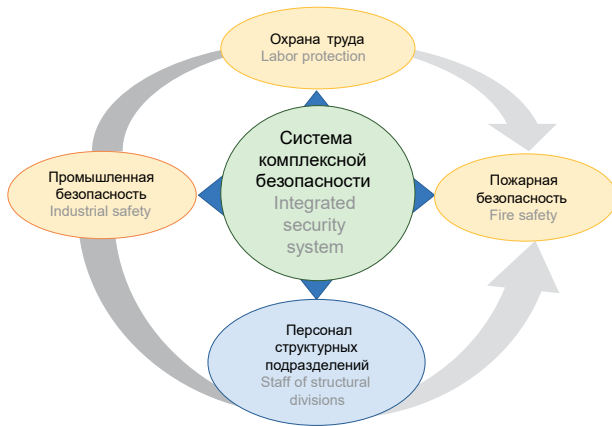 Охрана труда
Labor protection
Система
комплексной
безопасности
Integrated
security
system
Промышленная
безопасность
Industrial safety
Пожарная
безопасность
Fire safety
Персонал
структурных
подразделений
Staff of structural
divisions